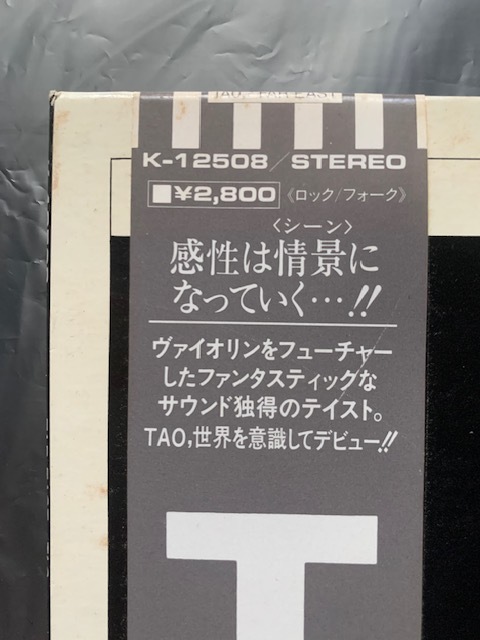 TAO FAR EAST
K-12508/STEREO
■¥2,800 《ロック/フォーク》
〈シーン〉
感性は情景に
なっていく…!!
ヴァイオリンをフューチャー
したファンタスティックな
サウンド独得のテイスト。
TAO,世界を意識してデビュー!!
T